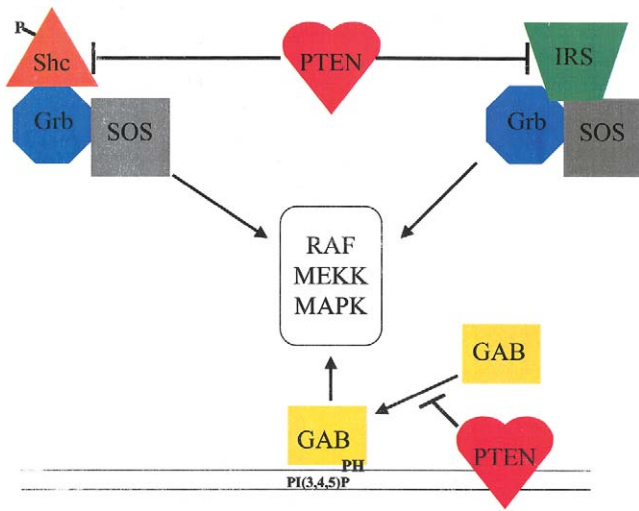 P
Shc
PTEN
IRS
Grb
SOS
Grb
SOS
RAF
MEKK
MAPK
GAB
GAB
PH
PTEN
PI(3,4,5)P